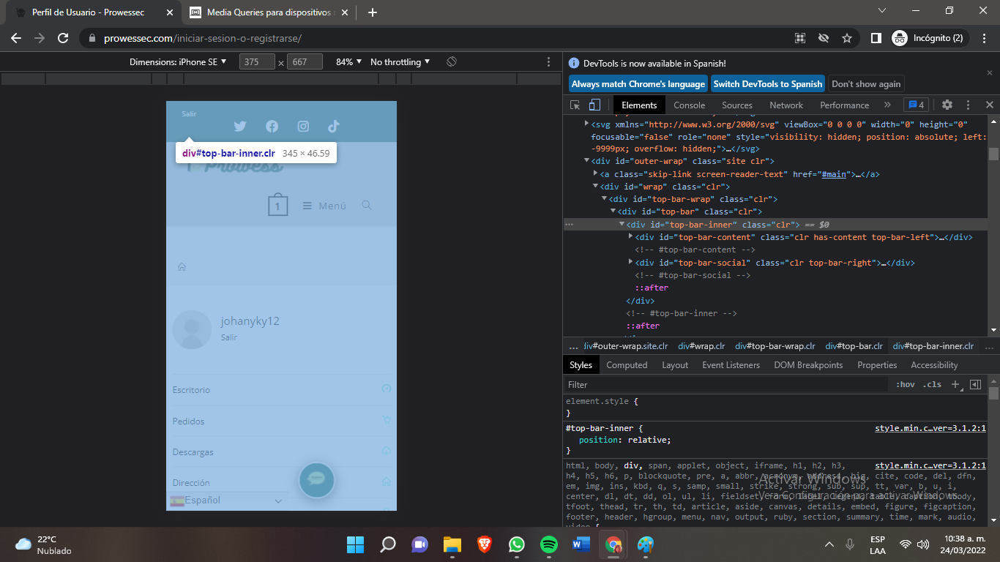 Perfil de Usuario - Prowessec
Media Queries para dispositivos
prowessec.com/iniciar-sesion-o-registrarse/
Incógnito (2)
Dimensions: iPhone SE
375
×
667
84%
No throttling
DevTools is now available in Spanish!
Always match Chrome's language
Switch DevTools to Spanish
Don't show again
Elements
Console
Sources
Network
Performance
»
4
<svg xmlns="http://www.w3.org/2000/svg" viewBox="0 0 0 0" width="0" height="0"
focusable="false" role="none" style="visibility: hidden; position: absolute; left:
-9999px; overflow: hidden;">…</svg>
<div id="outer-wrap" class="site clr">
<a class="skip-link screen-reader-text" href="#main">…</a>
<div id="wrap" class="clr">
<div id="top-bar-wrap" class="clr">
<div id="top-bar" class="clr">
<div id="top-bar-inner" class="clr"> == $0
<div id="top-bar-content" class="clr has-content top-bar-left">…</div>
<!-- #top-bar-content -->
<div id="top-bar-social" class="clr top-bar-right">…</div>
<!-- #top-bar-social -->
::after
</div>
<!-- #top-bar-inner -->
::after
… div#outer-wrap.site.clr div#wrap.clr div#top-bar-wrap.clr div#top-bar.clr div#top-bar-inner.clr …
Styles
Computed
Layout
Event Listeners
DOM Breakpoints
Properties
Accessibility
Filter
:hov .cls
element.style {
}
#top-bar-inner {
style.min.c…ver=3.1.2:1
position: relative;
}
html, body, div, span, applet, object, iframe, h1, h2, h3,
style.min.c…ver=3.1.2:1
h4, h5, h6, p, blockquote, pre, a, abbr, acronym, address, big, cite, code, del, dfn,
em, img, ins, kbd, q, s, samp, small, strike, strong, sub, sup, tt, var, b, u, i,
center, dl, dt, dd, ol, ul, li, fieldset, form, label, legend, table, caption, tbody,
tfoot, thead, tr, th, td, article, aside, canvas, details, embed, figure, figcaption,
footer, header, hgroup, menu, nav, output, ruby, section, summary, time, mark, audio,
video {
Activar Windows
Ve a Configuración para activar Windows.
Salir
div#top-bar-inner.clr 345 × 46.59
Prowess
1
Menú
johanyky12
Salir
Escritorio
Pedidos
Descargas
Dirección
Español
22°C
Nublado
ESP
LAA
10:38 a. m.
24/03/2022